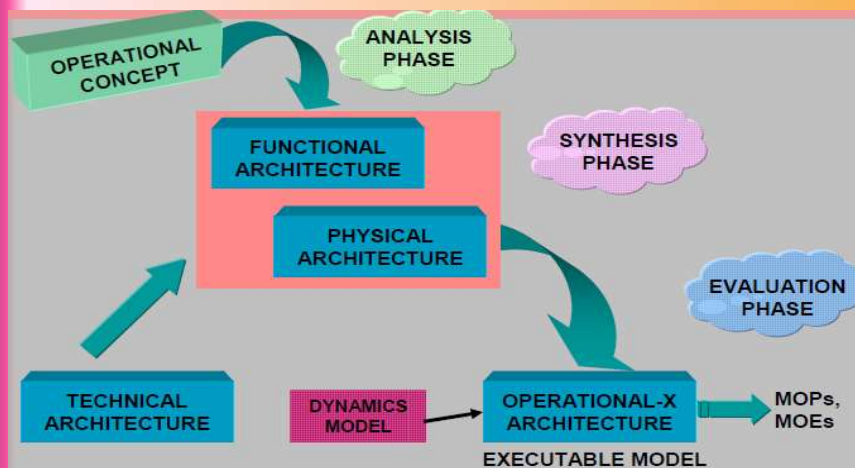 OPERATIONAL
CONCEPT
ANALYSIS
PHASE
FUNCTIONAL
ARCHITECTURE
SYNTHESIS
PHASE
PHYSICAL
ARCHITECTURE
EVALUATION
PHASE
TECHNICAL
ARCHITECTURE
DYNAMICS
MODEL
OPERATIONAL-X
ARCHITECTURE
MOPs,
MOEs
EXECUTABLE MODEL